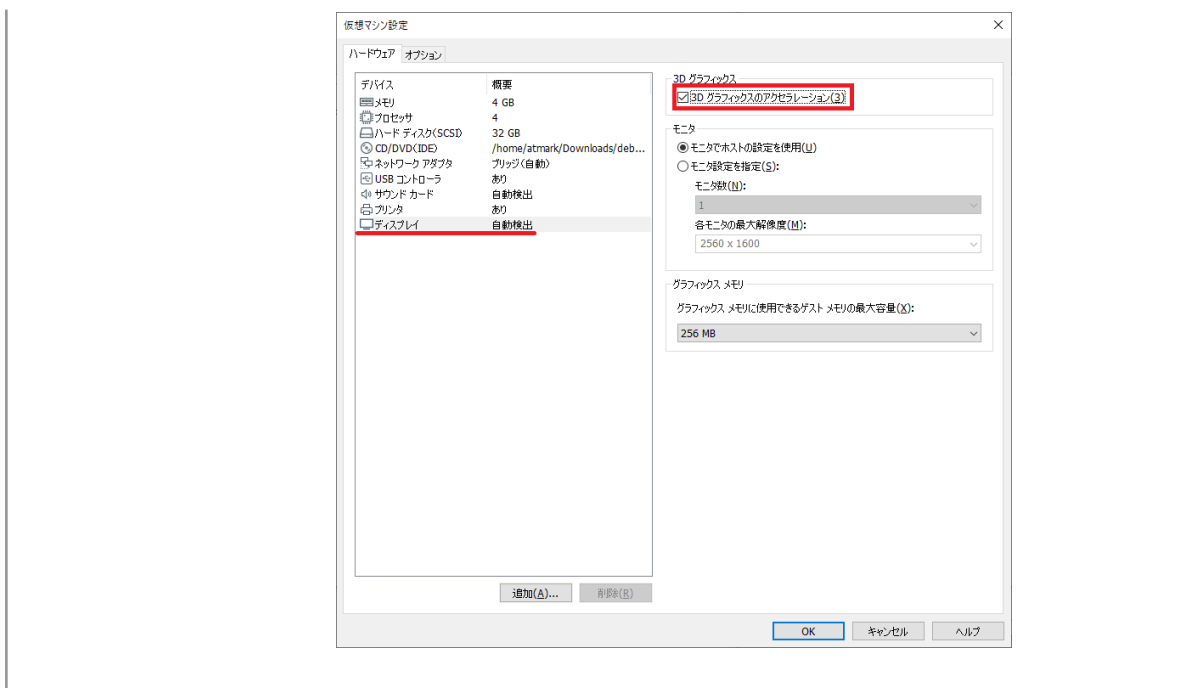 仮想マシン設定
ハードウェア オプション
デバイス 概要
メモリ 4 GB
プロセッサ 4
ハード ディスク(SCSI) 32 GB
CD/DVD(IDE) /home/atmark/Downloads/deb...
ネットワーク アダプタ ブリッジ(自動)
USB コントローラ あり
サウンド カード 自動検出
プリンタ あり
ディスプレイ 自動検出
追加(A)... 削除(R)
3D グラフィックス
3D グラフィックスのアクセラレーション(3)
モニタ
モニタでホストの設定を使用(U)
モニタ設定を指定(S):
モニタ数(N):
1
各モニタの最大解像度(M):
2560 x 1600
グラフィックス メモリ
グラフィックス メモリに使用できるゲスト メモリの最大容量(X):
256 MB
OK キャンセル ヘルプ